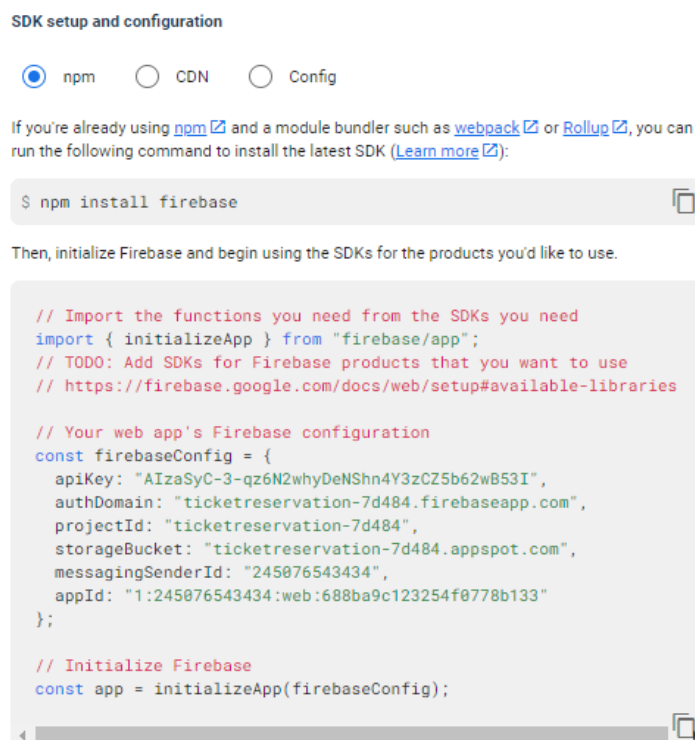 SDK setup and configuration
npm CDN Config
If you're already using npm and a module bundler such as webpack or Rollup, you can
run the following command to install the latest SDK (Learn more):
$ npm install firebase
Then, initialize Firebase and begin using the SDKs for the products you'd like to use.
// Import the functions you need from the SDKs you need
import { initializeApp } from "firebase/app";
// TODO: Add SDKs for Firebase products that you want to use
// https://firebase.google.com/docs/web/setup#available-libraries
// Your web app's Firebase configuration
const firebaseConfig = {
apiKey: "AIzaSyC-3-qz6N2whyDeNShn4Y3zCZ5b62wB53I",
authDomain: "ticketreservation-7d484.firebaseapp.com",
projectId: "ticketreservation-7d484",
storageBucket: "ticketreservation-7d484.appspot.com",
messagingSenderId: "245076543434",
appId: "1:245076543434:web:688ba9c123254f0778b133"
};
// Initialize Firebase
const app = initializeApp(firebaseConfig);